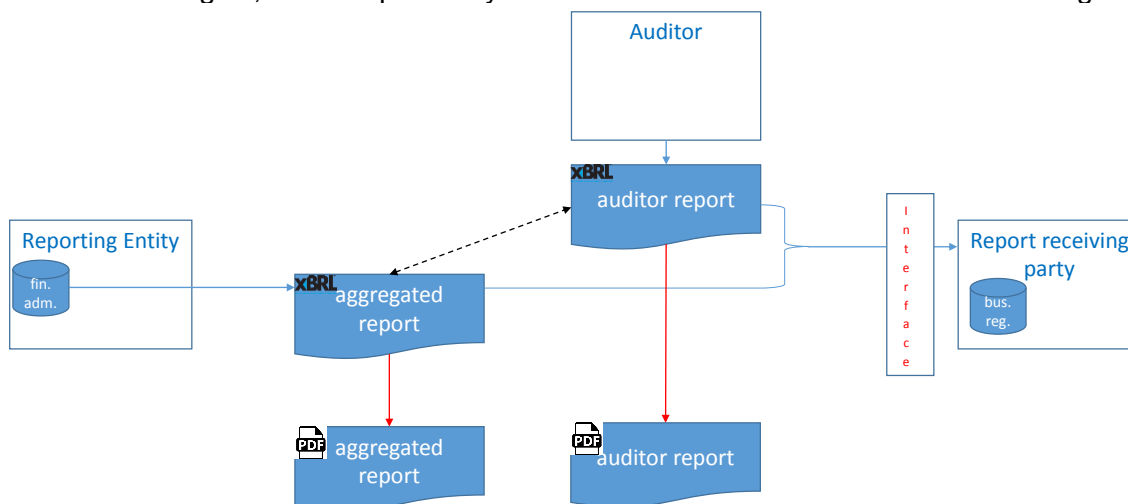 Auditor
xBRL
auditor report
Reporting Entity
fin.
adm.
xBRL
aggregated
report
Interface
Report receiving
party
bus.
reg.
PDF
aggregated
report
PDF
auditor report